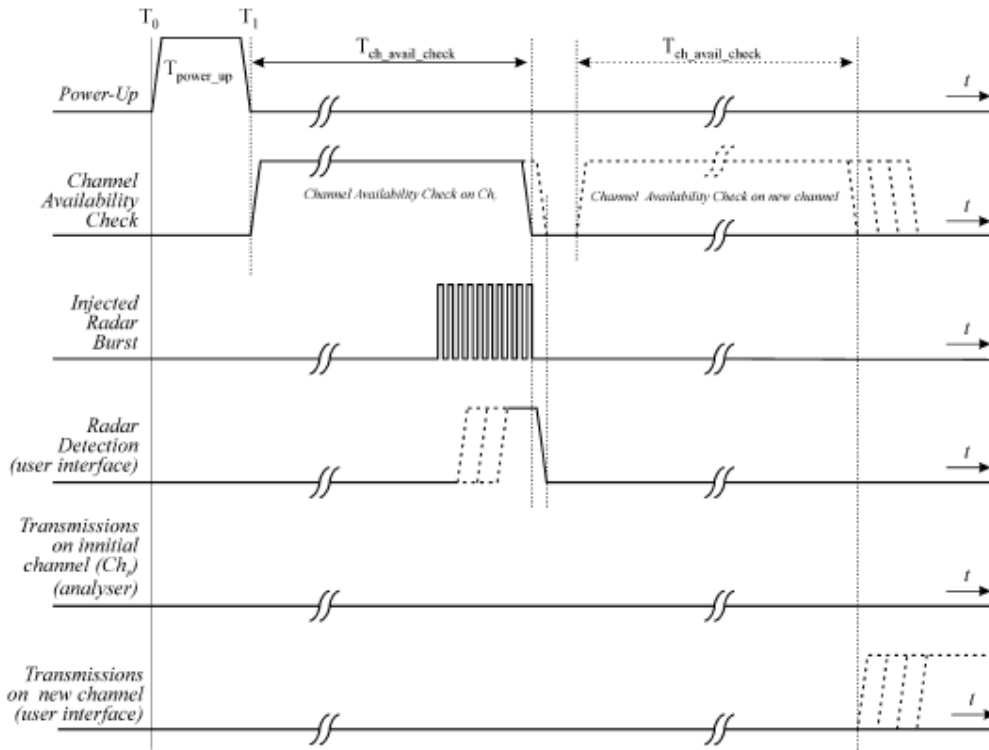 T0 T1
Tch_avail_check Tch_avail_check
Tpower_up
Power-Up t
Channel
Availability
Check
Channel Availability Check on Chr
Channel Availability Check on new channel
t
Injected
Radar
Burst
t
Radar
Detection
(user interface)
t
Transmissions
on innitial
channel (Chr)
(analyser)
t
Transmissions
on new channel
(user interface)
t